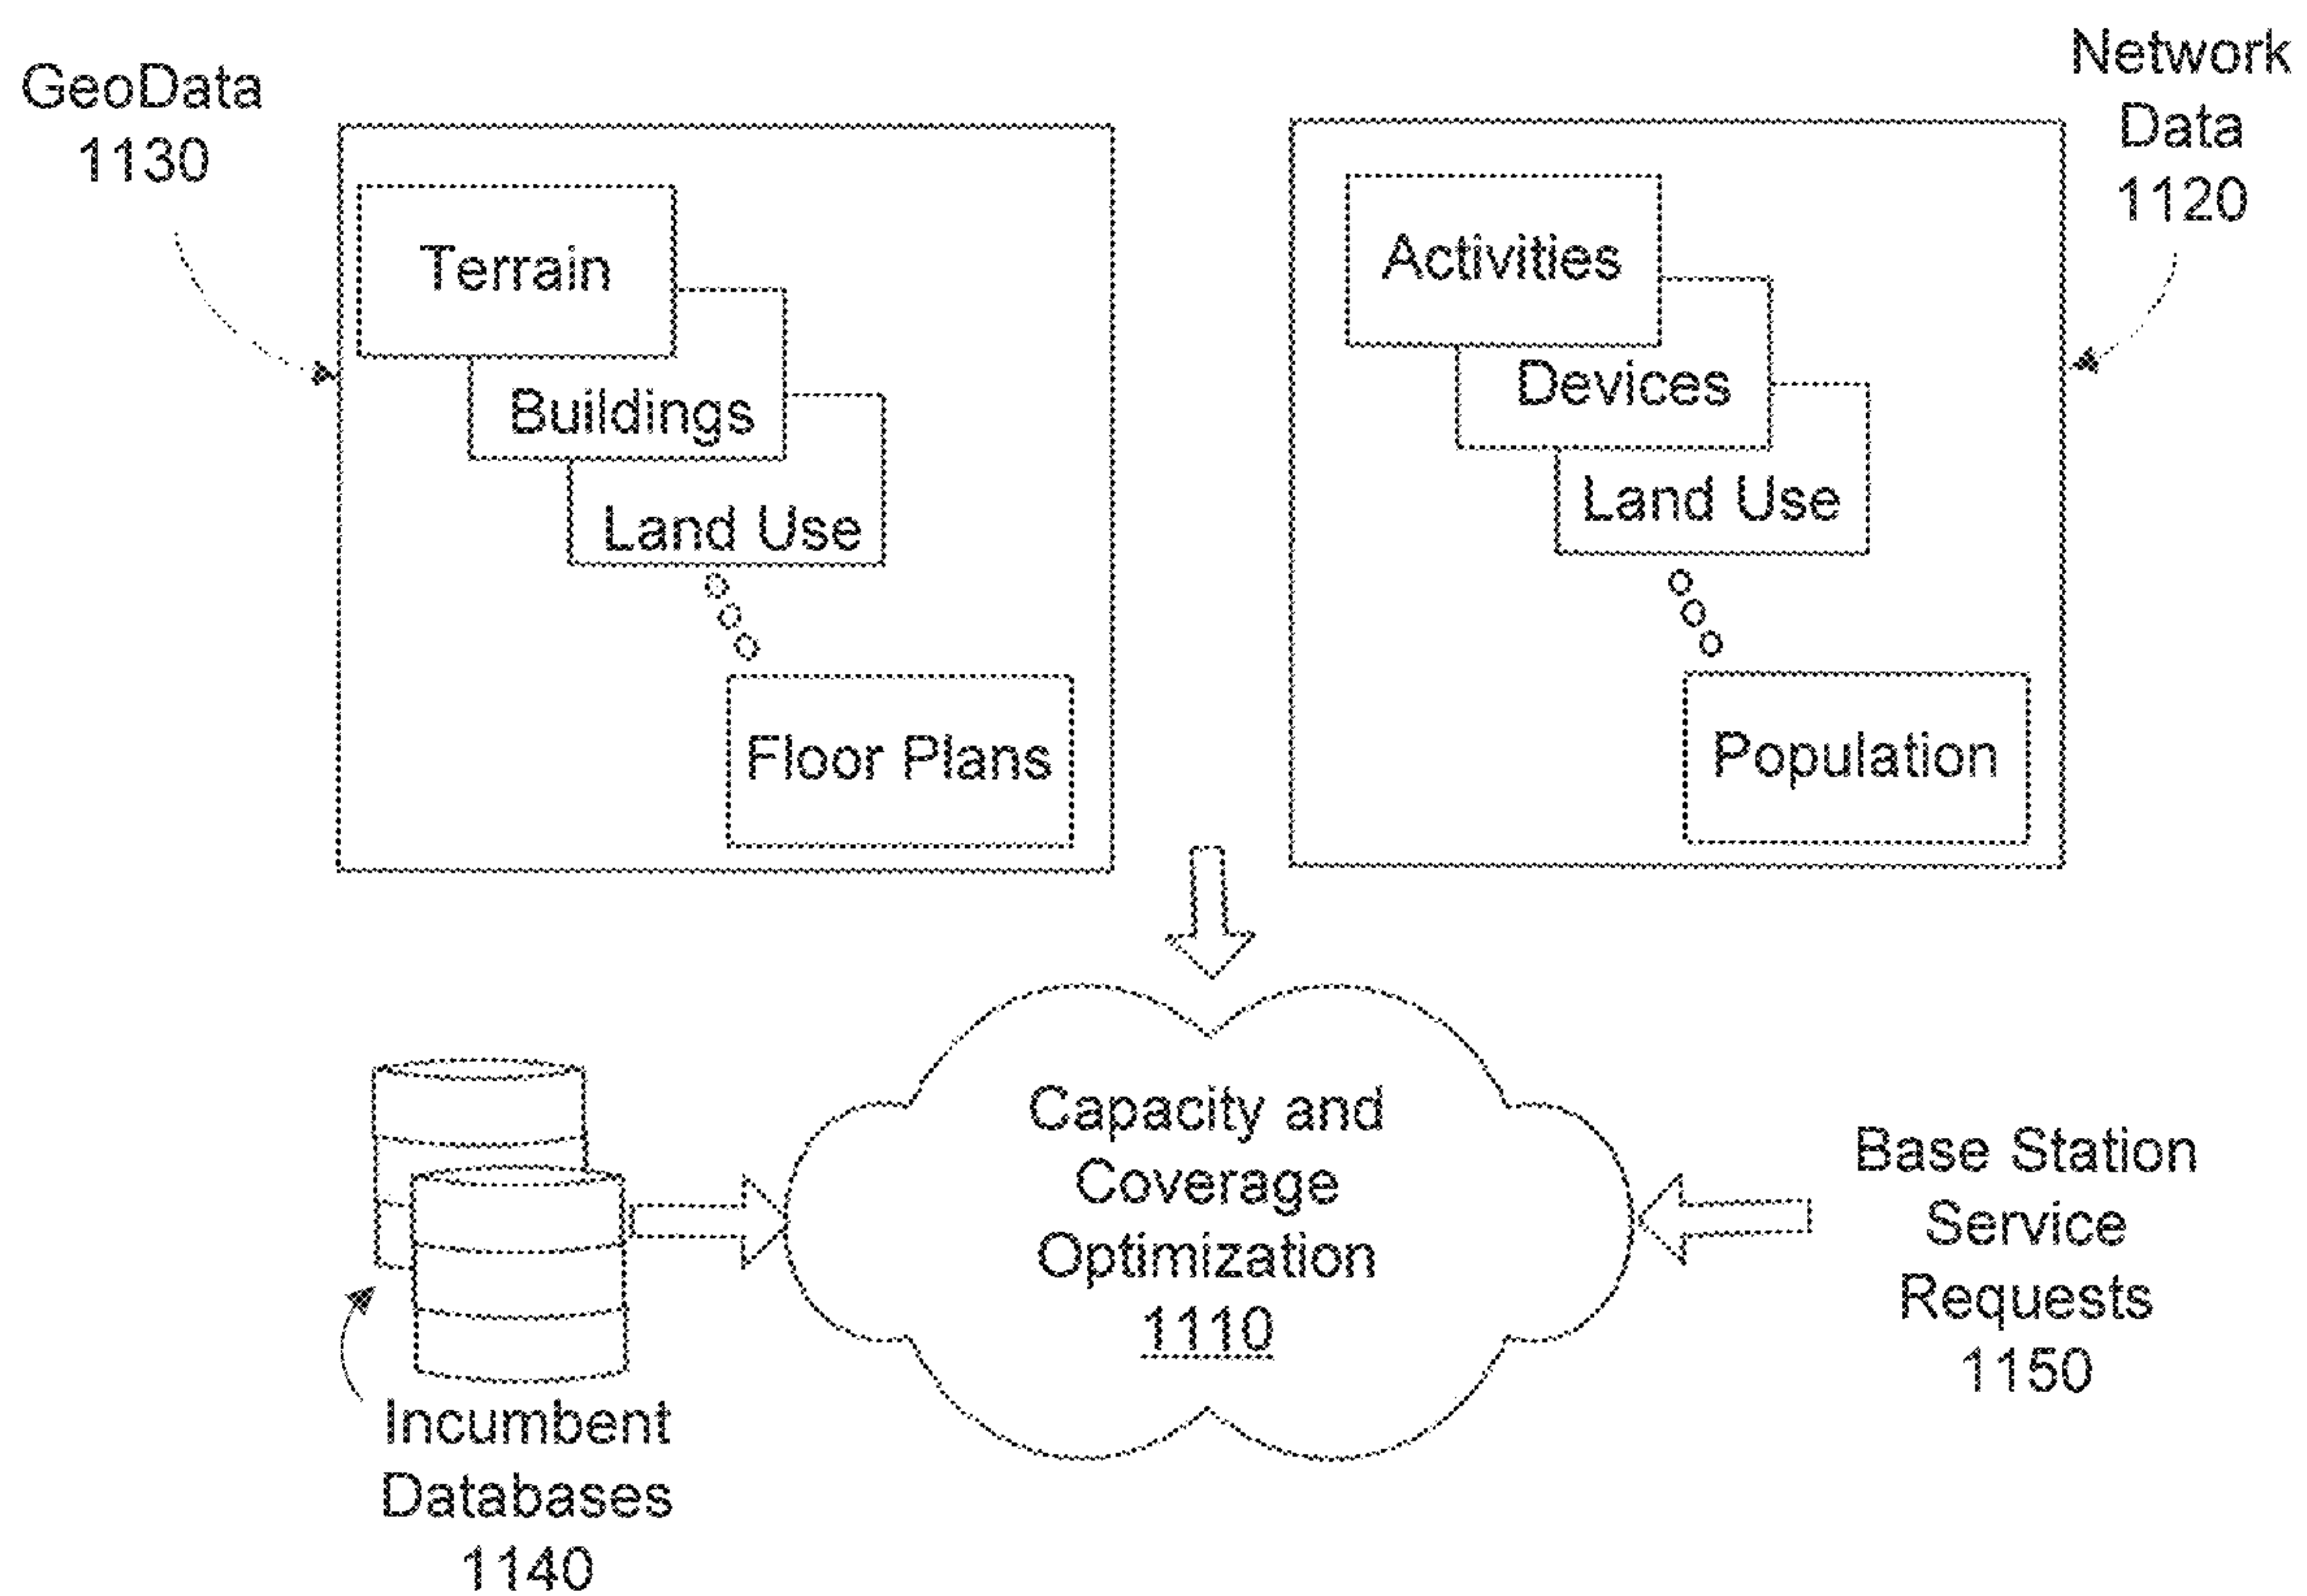 GeoData
1130
Terrain
Buildings
Land Use
Floor Plans
Network
Data
1120
Activities
Devices
Land Use
Population
Capacity and
Coverage
Optimization
1110
Incumbent
Databases
1140
Base Station
Service
Requests
1150